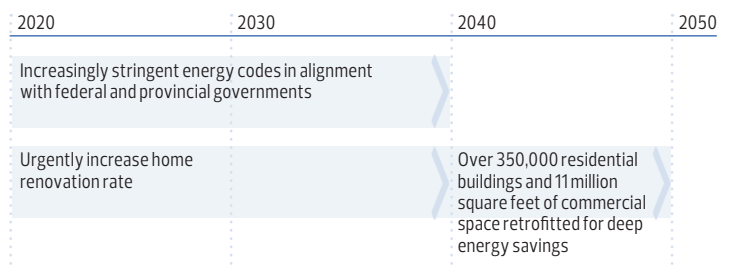 2020 2030 2040 2050
Increasingly stringent energy codes in alignment
with federal and provincial governments
Urgently increase home
renovation rate
Over 350,000 residential
buildings and 11 million
square feet of commercial
space retrofitted for deep
energy savings